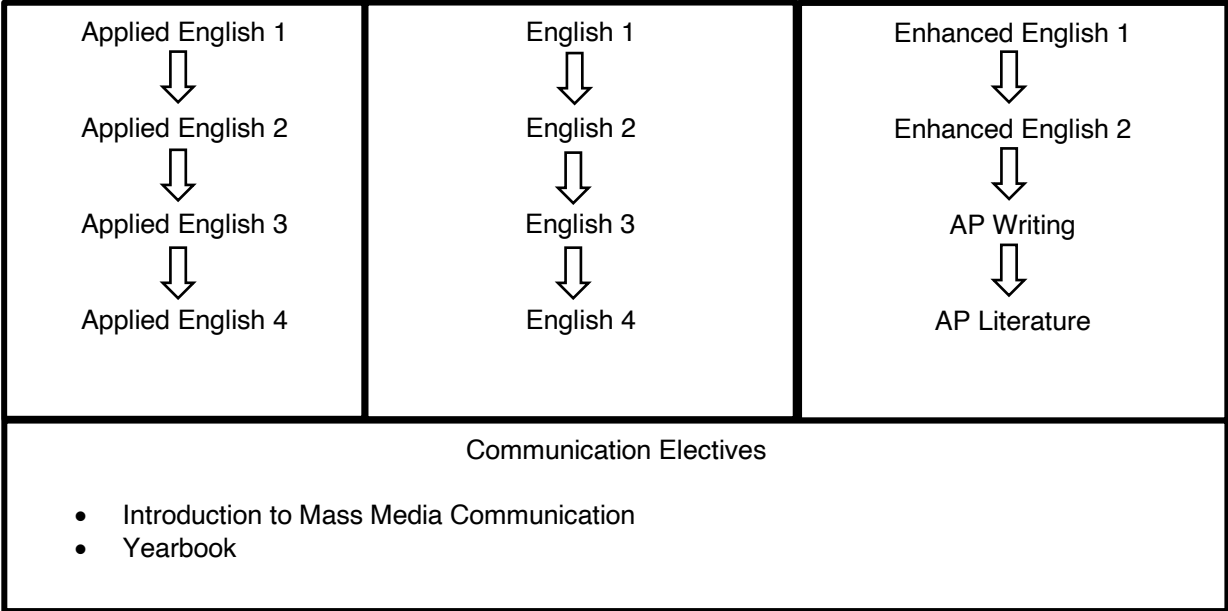 Applied English 1
Applied English 2
Applied English 3
Applied English 4
English 1
English 2
English 3
English 4
Enhanced English 1
Enhanced English 2
AP Writing
AP Literature
Communication Electives
• Introduction to Mass Media Communication
• Yearbook